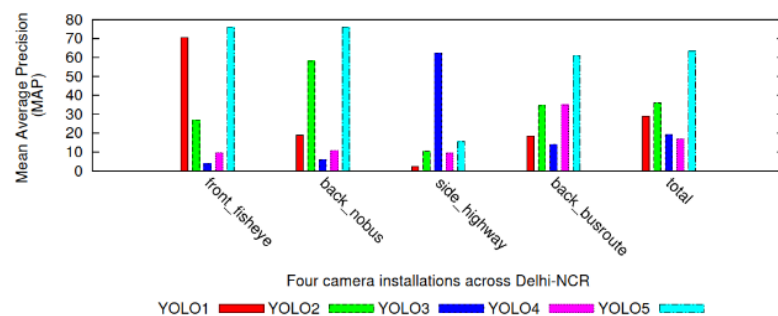 Mean Average Precision
(MAP)
80
70
60
50
40
30
20
10
0
front_fisheye
back_nobus
side_highway
back_busroute
total
Four camera installations across Delhi-NCR
YOLO1 YOLO2 YOLO3 YOLO4 YOLO5